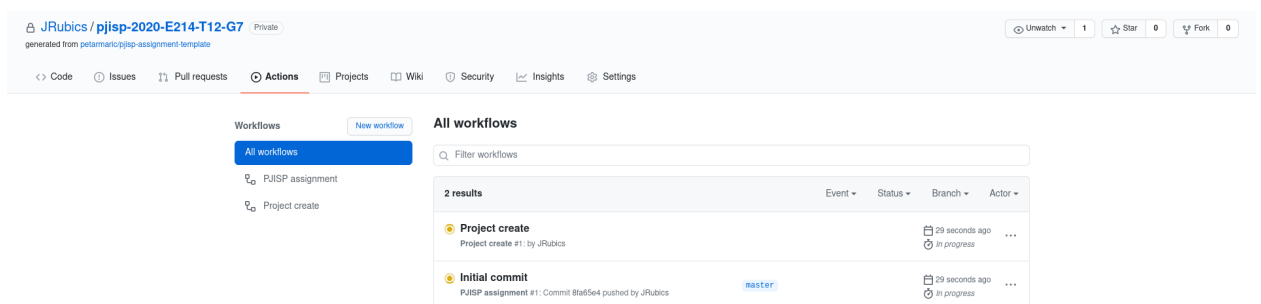 JRubics / pjisp-2020-E214-T12-G7 Private
Unwatch 1 Star 0 Fork 0
generated from petarmaric/pjisp-assignment-template
Code Issues Pull requests Actions Projects Wiki Security Insights Settings
Workflows New workflow
All workflows
PJISP assignment
Project create
All workflows
Filter workflows
2 results Event Status Branch Actor
Project create
Project create #1: by JRubics
29 seconds ago
In progress
Initial commit
PJISP assignment #1: Commit 8fa65e4 pushed by JRubics
master
29 seconds ago
In progress